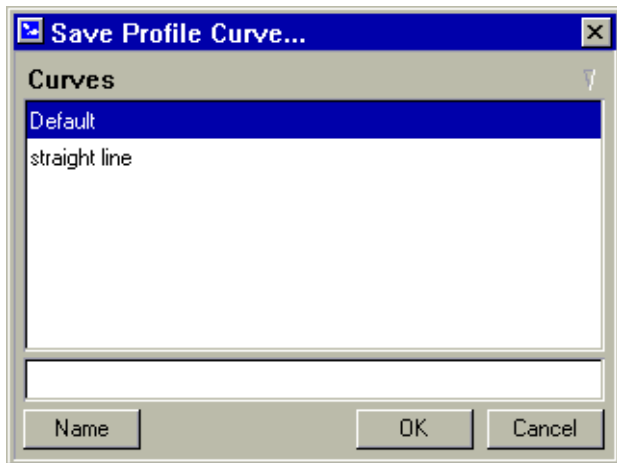 Save Profile Curve...
Curves
Default
straight line
Name OK Cancel